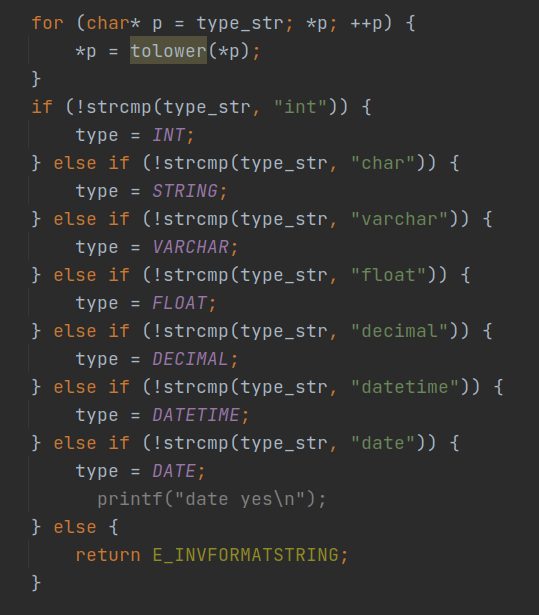 for (char* p = type_str; *p; ++p) {
    *p = tolower(*p);
}
if (!strcmp(type_str, "int")) {
    type = INT;
} else if (!strcmp(type_str, "char")) {
    type = STRING;
} else if (!strcmp(type_str, "varchar")) {
    type = VARCHAR;
} else if (!strcmp(type_str, "float")) {
    type = FLOAT;
} else if (!strcmp(type_str, "decimal")) {
    type = DECIMAL;
} else if (!strcmp(type_str, "datetime")) {
    type = DATETIME;
} else if (!strcmp(type_str, "date")) {
    type = DATE;
      printf("date yes\n");
} else {
    return E_INVFORMATSTRING;
}